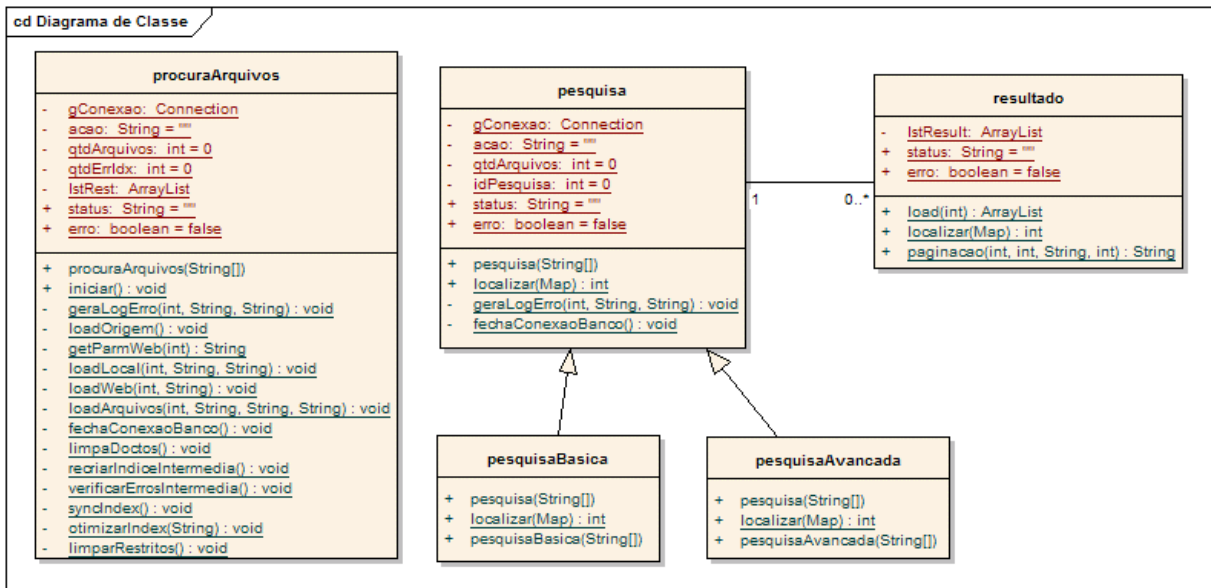 cd Diagrama de Classe
procuraArquivos
- gConexao: Connection
- acao: String = ""
- qtdArquivos: int = 0
- qtdErrIdx: int = 0
- lstRest: ArrayList
+ status: String = ""
+ erro: boolean = false
+ procuraArquivos(String[])
+ iniciar() : void
- geraLogErro(int, String, String) : void
- loadOrigem() : void
- getParmWeb(int) : String
- loadLocal(int, String, String) : void
- loadWeb(int, String) : void
- loadArquivos(int, String, String, String) : void
- fechaConexaoBanco() : void
- limpaDoctos() : void
- recriarIndiceIntermedia() : void
- verificarErrosIntermedia() : void
- syncIndex() : void
- otimizarIndex(String) : void
- limparRestritos() : void
pesquisa
- gConexao: Connection
- acao: String = ""
- qtdArquivos: int = 0
- idPesquisa: int = 0
+ status: String = ""
+ erro: boolean = false
+ pesquisa(String[])
+ localizar(Map) : int
- geraLogErro(int, String, String) : void
- fechaConexaoBanco() : void
1
0..*
resultado
- lstResult: ArrayList
+ status: String = ""
+ erro: boolean = false
+ load(int) : ArrayList
+ localizar(Map) : int
+ paginacao(int, int, String, int) : String
pesquisaBasica
+ pesquisa(String[])
+ localizar(Map) : int
+ pesquisaBasica(String[])
pesquisaAvancada
+ pesquisa(String[])
+ localizar(Map) : int
+ pesquisaAvancada(String[])